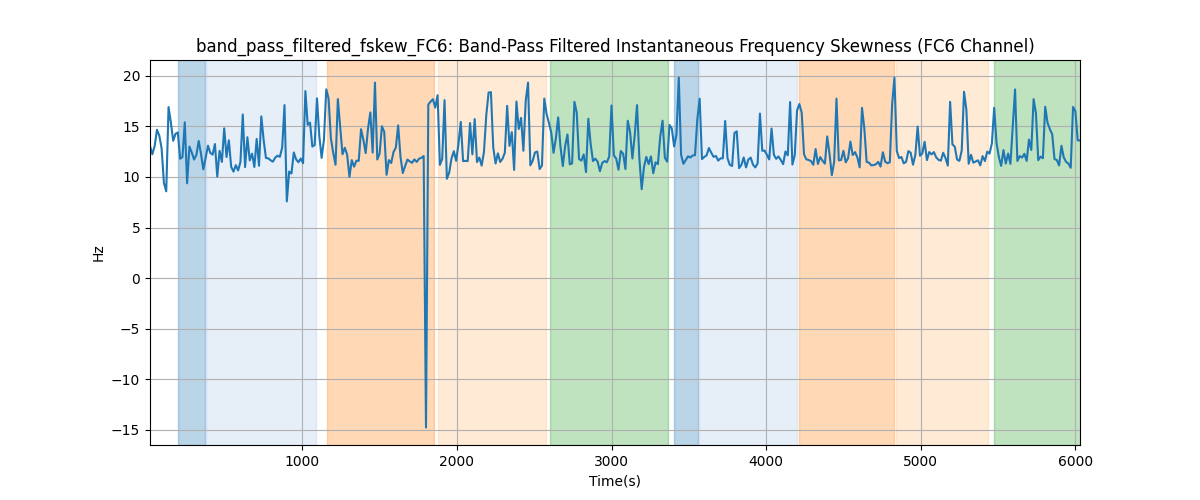 band_pass_filtered_fskew_FC6: Band-Pass Filtered Instantaneous Frequency Skewness (FC6 Channel)
20
15
10
5
0
−5
−10
−15
Hz
1000 2000 3000 4000 5000 6000
Time(s)